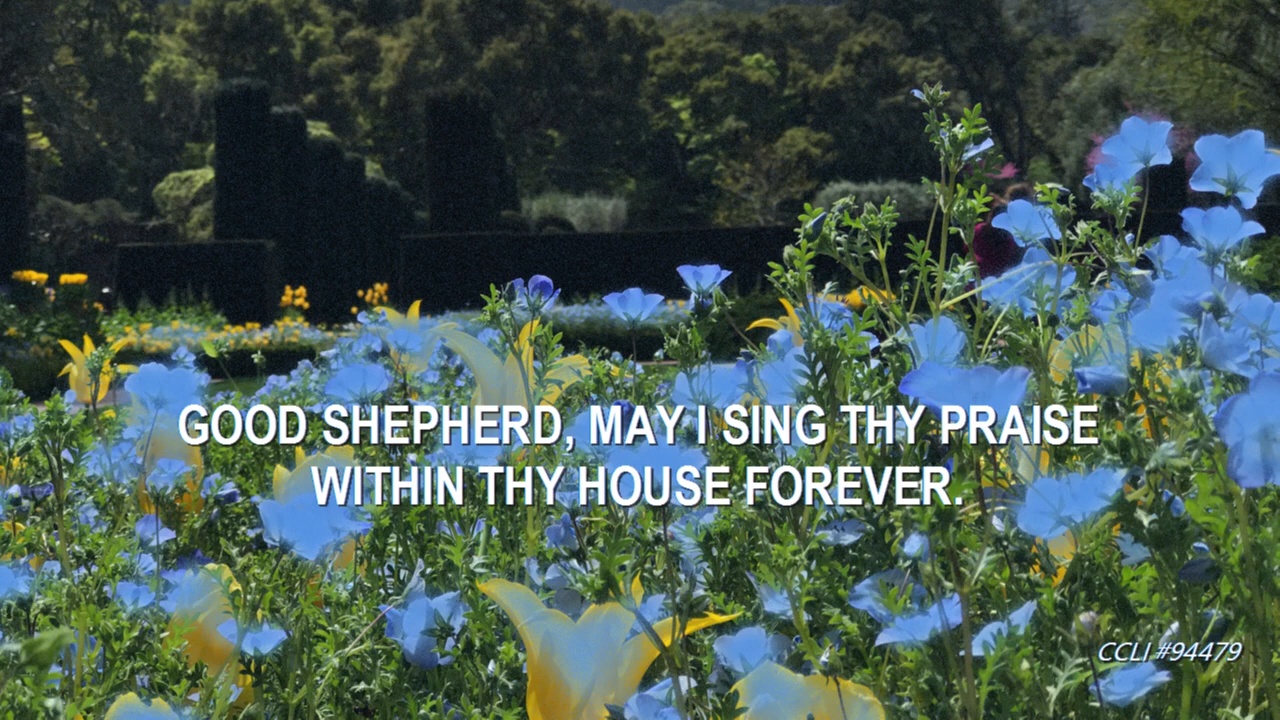 GOOD SHEPHERD, MAY I SING THY PRAISE
WITHIN THY HOUSE FOREVER.
CCLI #94479